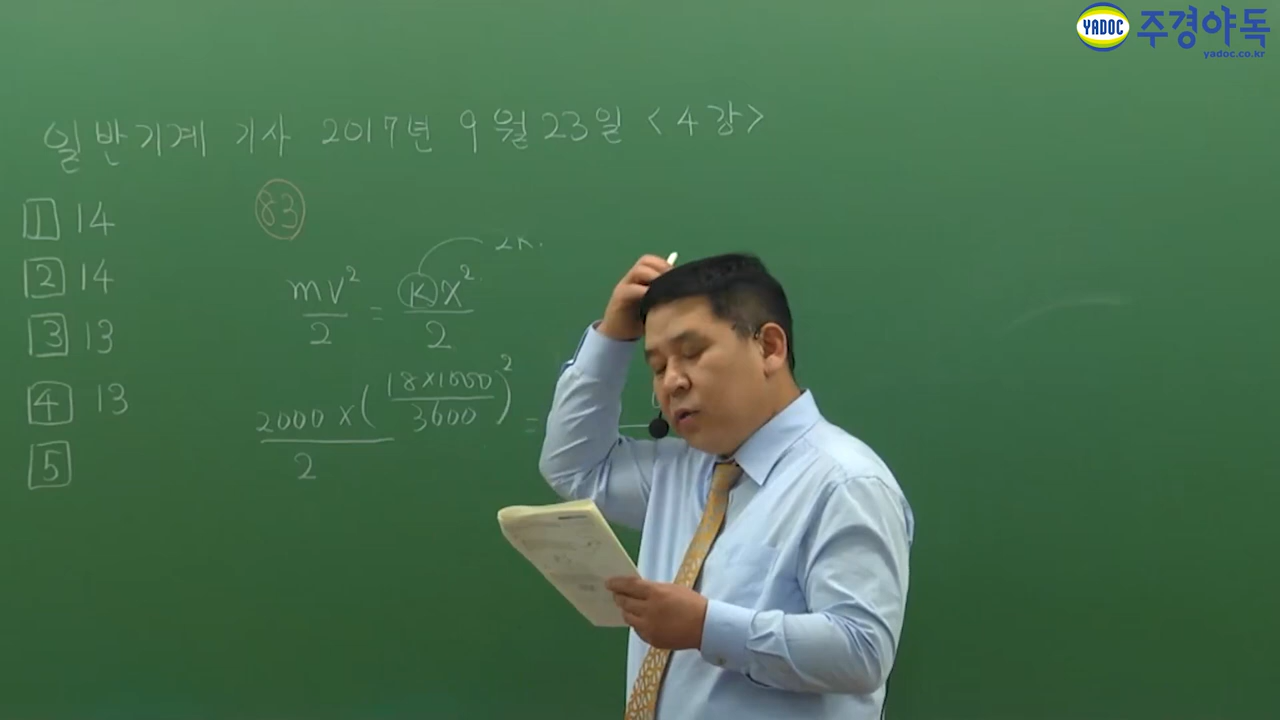 YADOC 주경야독
yadoc.co.kr
일반기계 기사 2017년 9월 23일 <4강>
1 14
2 14
3 13
4 13
5
83
2K.
mv²/2 = Kx²/2
2000 x (18x1000/3600)²/2 =